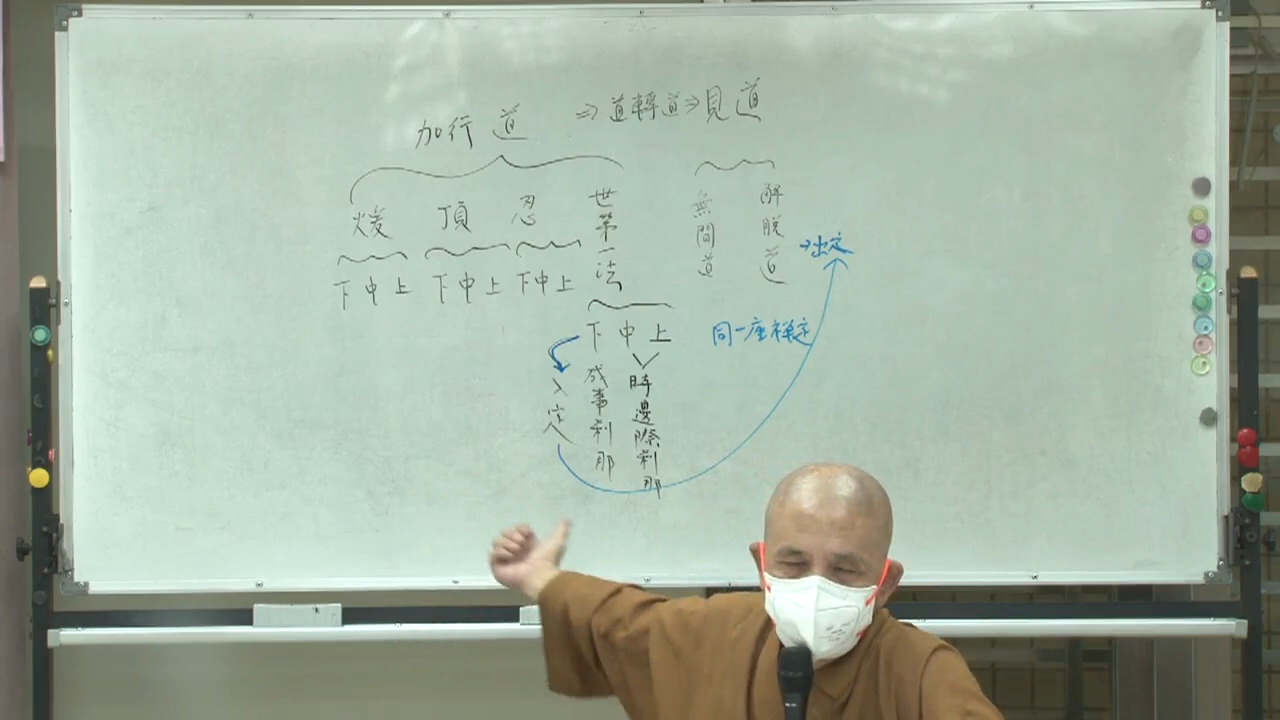 加行道 ⇒ 道轉道⇒見道
煖 頂 忍 世第一法 無間道 解脫道 →出定
下中上 下中上 下中上
下中上 同一座禪定
入定 成事剎那 時邊際剎那